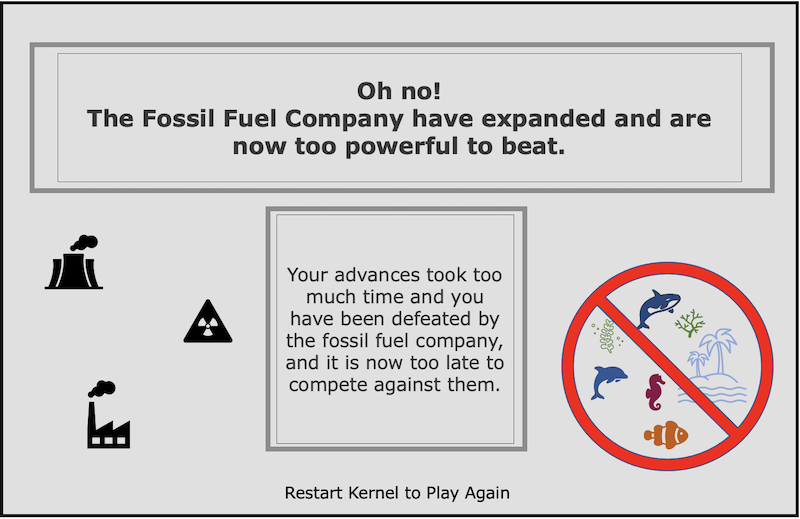 Oh no!
The Fossil Fuel Company have expanded and are
now too powerful to beat.
Your advances took too
much time and you
have been defeated by
the fossil fuel company,
and it is now too late to
compete against them.
Restart Kernel to Play Again